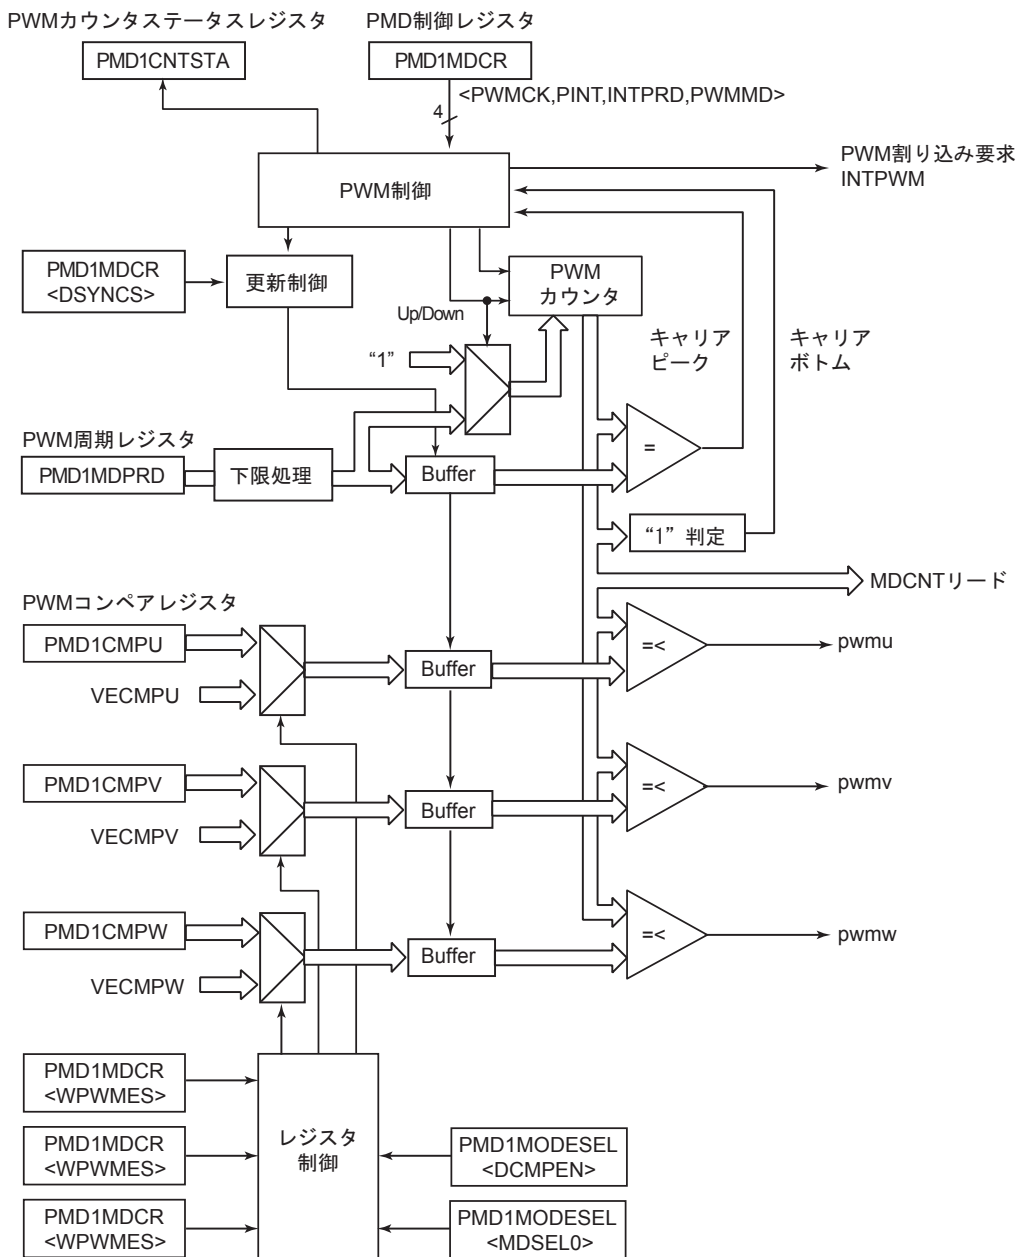 PWMカウンタステータスレジスタ
PMD1CNTSTA
PMD制御レジスタ
PMD1MDCR
<PWMCK,PINT,INTPRD,PWMMD>
4
PWM制御
PWM割り込み要求
INTPWM
PMD1MDCR
<DSYNCS>
更新制御
PWM
カウンタ
Up/Down
“1”
キャリア
ピーク
キャリア
ボトム
PWM周期レジスタ
PMD1MDPRD
下限処理
Buffer
=
“1” 判定
MDCNTリード
PWMコンペアレジスタ
PMD1CMPU
VECMPU
Buffer
=<
pwmu
PMD1CMPV
VECMPV
Buffer
=<
pwmv
PMD1CMPW
VECMPW
Buffer
=<
pwmw
PMD1MDCR
<WPWMES>
PMD1MDCR
<WPWMES>
PMD1MDCR
<WPWMES>
レジスタ
制御
PMD1MODESEL
<DCMPEN>
PMD1MODESEL
<MDSEL0>